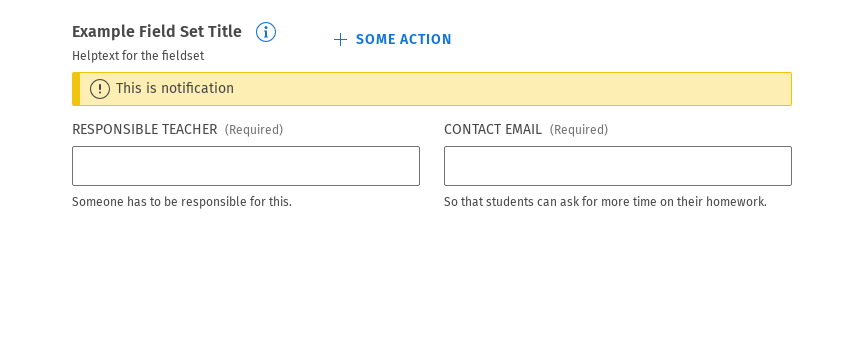 Example Field Set Title
SOME ACTION
Helptext for the fieldset
This is notification
RESPONSIBLE TEACHER (Required)
CONTACT EMAIL (Required)
Someone has to be responsible for this.
So that students can ask for more time on their homework.